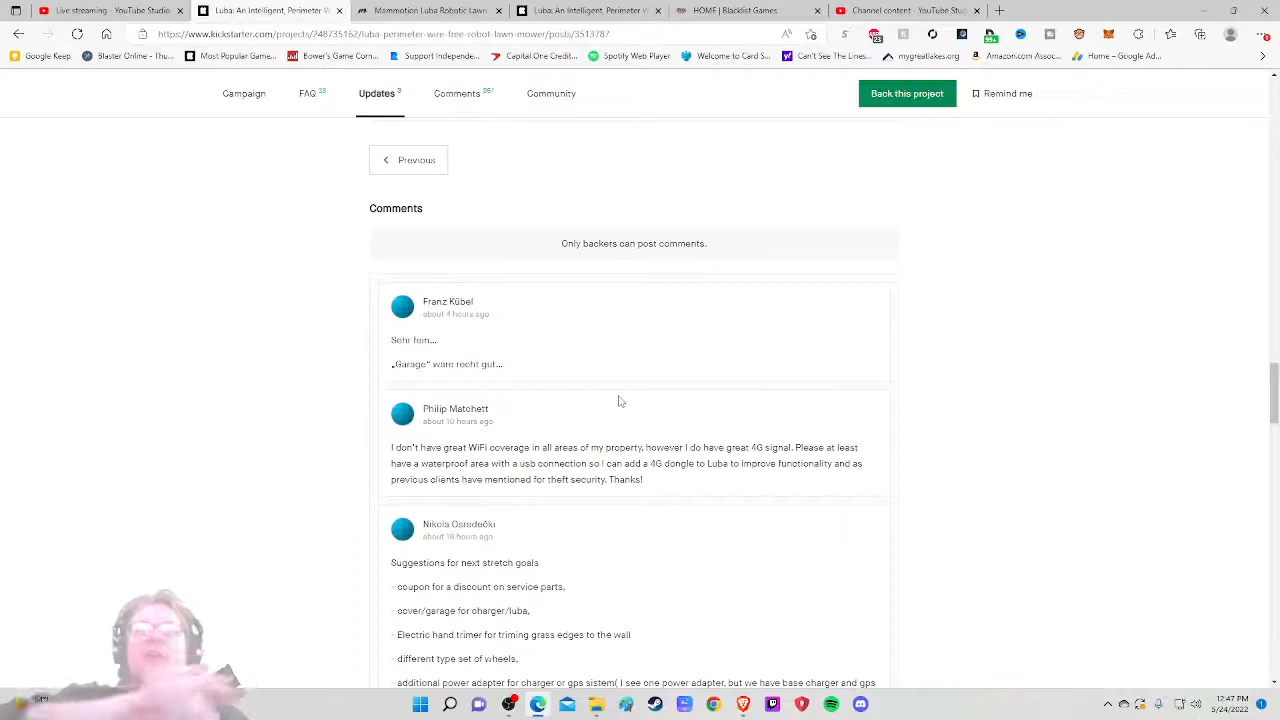 Live streaming - YouTube Studio
Luba: An Intelligent, Perimeter W
Mammotion Luba Robotic Lawn
Luba: An Intelligent, Perimeter
HOME | Blacksit Games
Channel content - YouTube Stud
https://www.kickstarter.com/projects/248735162/luba-perimeter-wire-free-robot-lawn-mower/posts/3513787
Google Keep
Blaster Online - The...
Most Popular Game...
Bower's Game Corn...
Support Independe...
Capital One Credit...
Spotify Web Player
Welcome to Card S...
Can't See The Lines...
mygreatlakes.org
Amazon.com Assoc...
Home – Google Ad...
Campaign
FAQ 23
Updates 3
Comments 261
Community
Back this project
Remind me
Previous
Comments
Only backers can post comments.
Franz Kübel
about 4 hours ago
Sehr fein...
„Garage" ware recht gut...
Philip Matchett
about 10 hours ago
I don't have great WiFi coverage in all areas of my property, however I do have great 4G signal. Please at least
have a waterproof area with a usb connection so I can add a 4G dongle to Luba to improve functionality and as
previous clients have mentioned for theft security. Thanks!
Nikola Osredečki
about 18 hours ago
Suggestions for next stretch goals
- coupon for a discount on service parts,
- cover/garage for charger/luba,
- Electric hand trimer for triming grass edges to the wall
- different type set of wheels,
- additional power adapter for charger or gps sistem( I see one power adapter, but we have base charger and gps
12:47 PM
5/24/2022